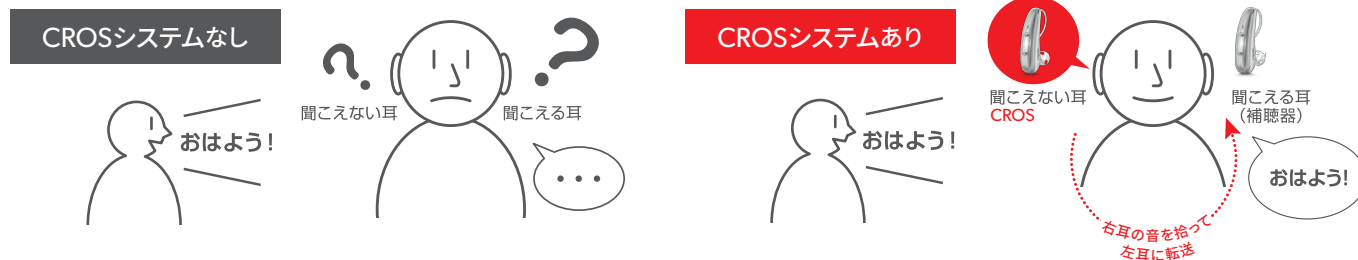 CROSシステムなし
?
?
聞こえない耳
聞こえる耳
おはよう!
・・・
CROSシステムあり
聞こえない耳
CROS
聞こえる耳
(補聴器)
おはよう!
おはよう!
右耳の音を拾って
左耳に転送